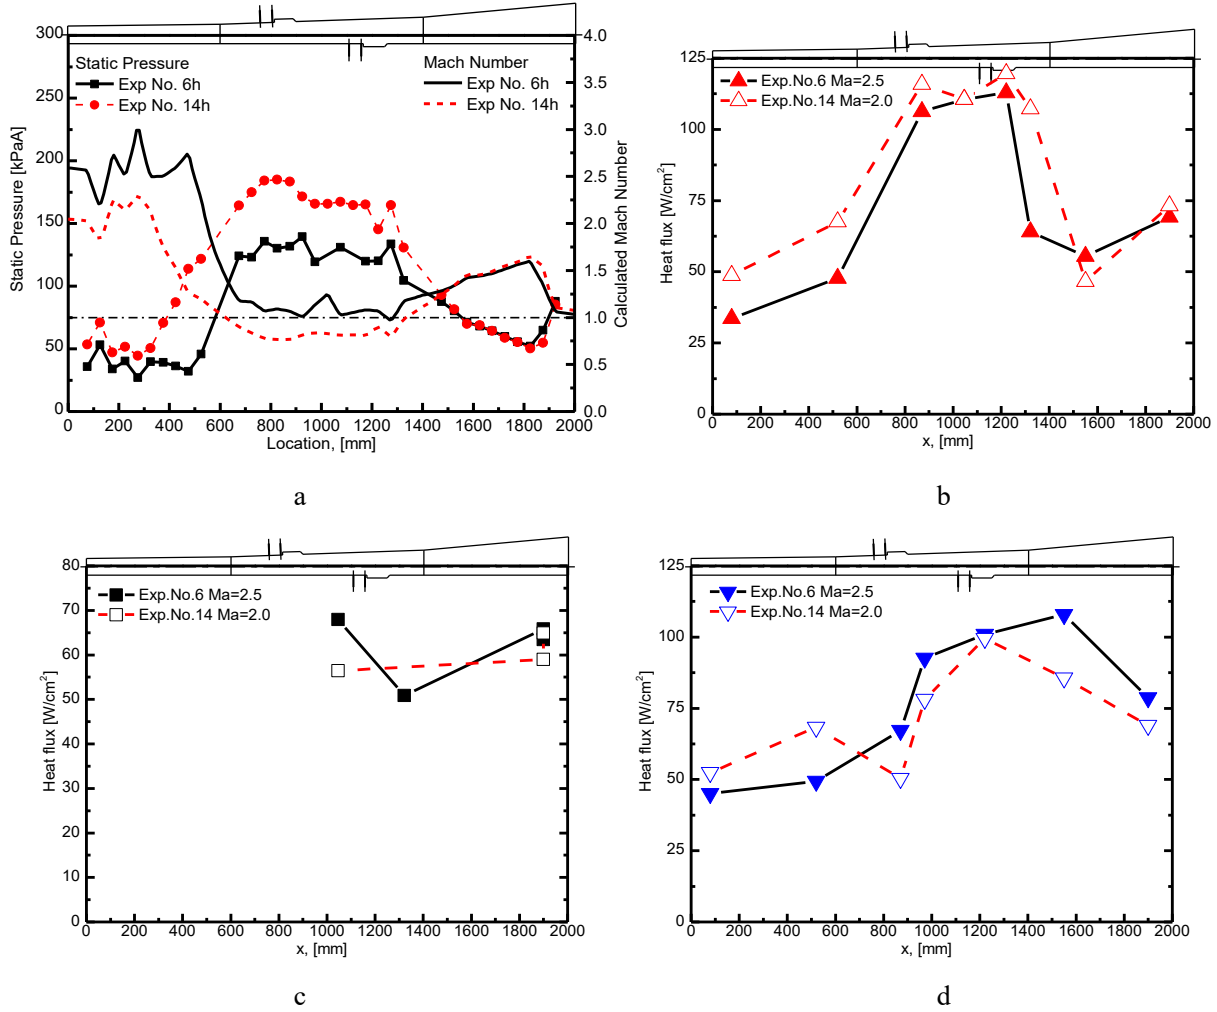 300
250
200
150
100
50
0
Static Pressure [kPaA]
Static Pressure
Exp No. 6h
Exp No. 14h
Mach Number
Exp No. 6h
Exp No. 14h
4.0
3.5
3.0
2.5
2.0
1.5
1.0
0.5
0.0
Calculated Mach Number
0 200 400 600 800 1000 1200 1400 1600 1800 2000
Location, [mm]
a
125
100
75
50
25
0
Heat flux [W/cm²]
Exp.No.6 Ma=2.5
Exp.No.14 Ma=2.0
0 200 400 600 800 1000 1200 1400 1600 1800 2000
x, [mm]
b
80
70
60
50
40
30
20
10
0
Heat flux [W/cm²]
Exp.No.6 Ma=2.5
Exp.No.14 Ma=2.0
0 200 400 600 800 1000 1200 1400 1600 1800 2000
x, [mm]
c
125
100
75
50
25
0
Heat flux [W/cm²]
Exp.No.6 Ma=2.5
Exp.No.14 Ma=2.0
0 200 400 600 800 1000 1200 1400 1600 1800 2000
x, [mm]
d